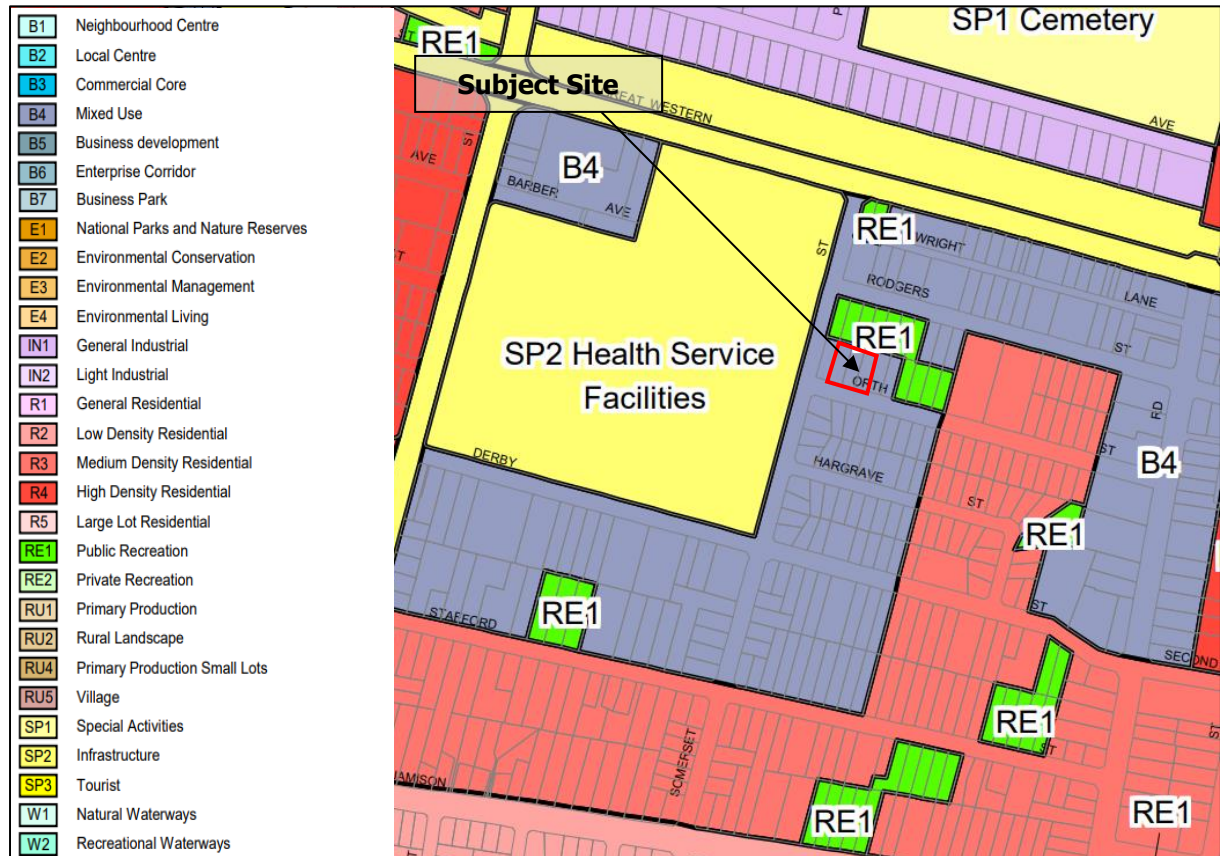 B1 Neighbourhood Centre
B2 Local Centre
B3 Commercial Core
B4 Mixed Use
B5 Business development
B6 Enterprise Corridor
B7 Business Park
E1 National Parks and Nature Reserves
E2 Environmental Conservation
E3 Environmental Management
E4 Environmental Living
IN1 General Industrial
IN2 Light Industrial
R1 General Residential
R2 Low Density Residential
R3 Medium Density Residential
R4 High Density Residential
R5 Large Lot Residential
RE1 Public Recreation
RE2 Private Recreation
RU1 Primary Production
RU2 Rural Landscape
RU4 Primary Production Small Lots
RU5 Village
SP1 Special Activities
SP2 Infrastructure
SP3 Tourist
W1 Natural Waterways
W2 Recreational Waterways
SP1 Cemetery
ST
RE1
Subject Site
WESTERN
AVE
ST
AVE
B4
BARBER
AVE
RE1
WRIGHT
LANE
ST
RODGERS
ST
RE1
SP2 Health Service
Facilities
ORTH
RD
ST
B4
DERBY
HARGRAVE
ST
RE1
ST
RE1
STAFFORD
SECOND
RE1
ST
ST
SOMERSET
JAMISON
RE1
RE1
ST
ST